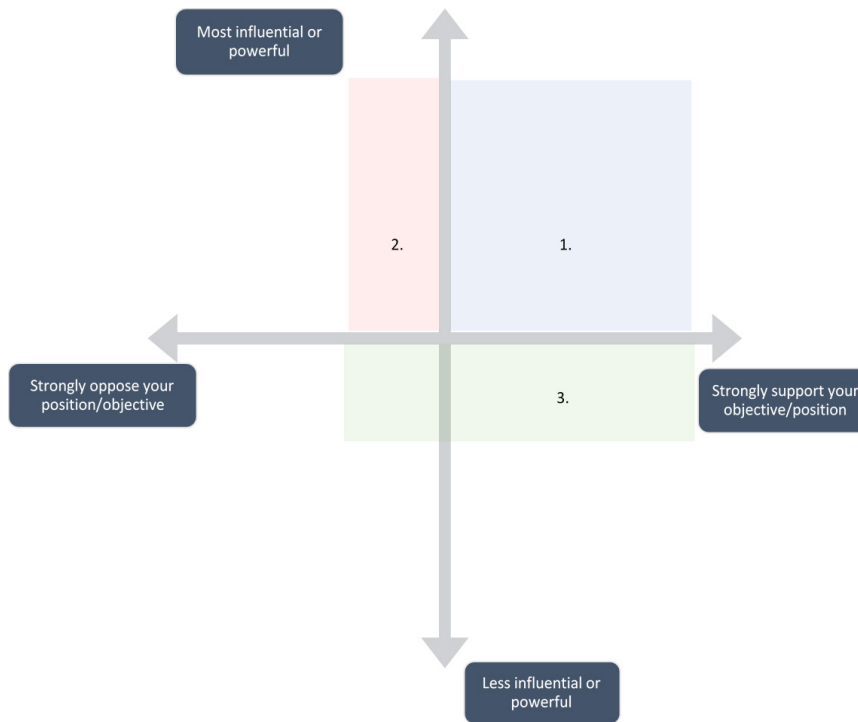 Most influential or
powerful
2.
1.
Strongly oppose your
position/objective
Strongly support your
objective/position
3.
Less influential or
powerful